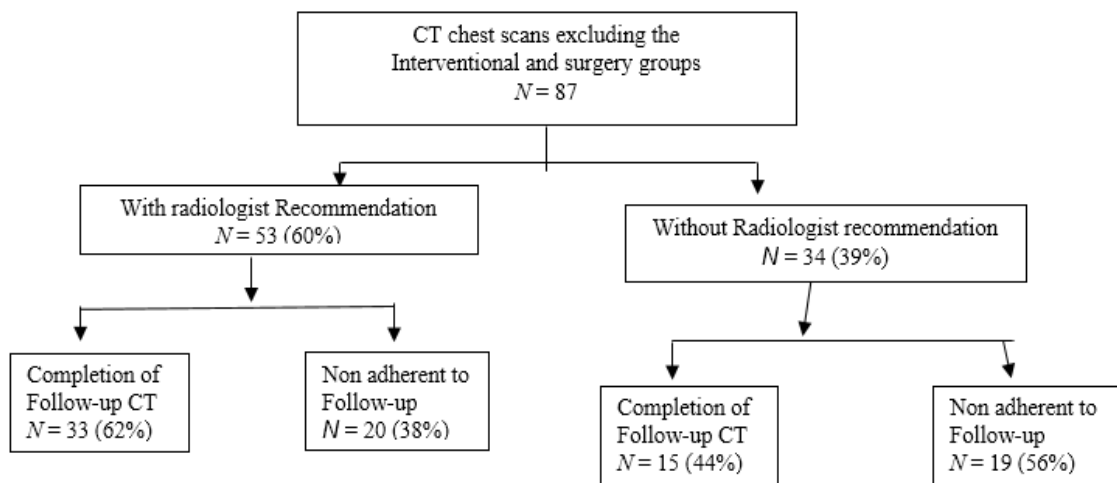 CT chest scans excluding the
Interventional and surgery groups
N = 87
With radiologist Recommendation
N = 53 (60%)
Without Radiologist recommendation
N = 34 (39%)
Completion of
Follow-up CT
N = 33 (62%)
Non adherent to
Follow-up
N = 20 (38%)
Completion of
Follow-up CT
N = 15 (44%)
Non adherent to
Follow-up
N = 19 (56%)